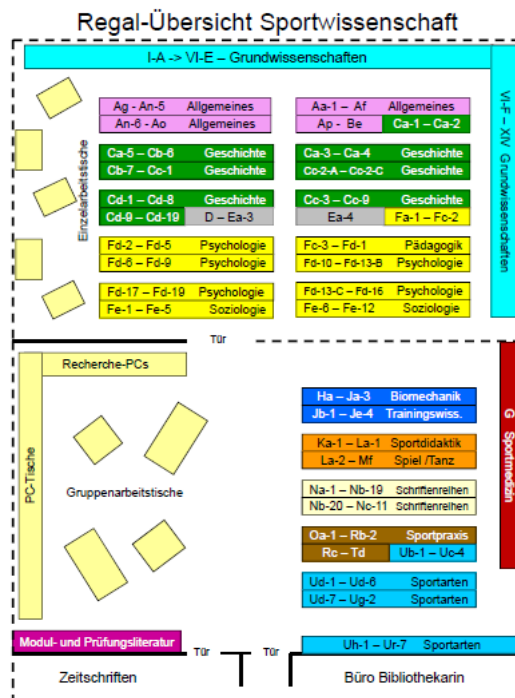 Regal-Übersicht Sportwissenschaft
I-A -> VI-E – Grundwissenschaften
VI-F – XIV Grundwissenschaften
Einzelarbeitstische
Ag - An-5 Allgemeines
An-6 - Ao Allgemeines
Aa-1 – Af Allgemeines
Ap - Be Ca-1 – Ca-2
Ca-5 – Cb-6 Geschichte
Cb-7 – Cc-1 Geschichte
Ca-3 – Ca-4 Geschichte
Cc-2-A – Cc-2-C Geschichte
Cd-1 – Cd-8 Geschichte
Cd-9 – Cd-19 D – Ea-3
Cc-3 – Cc-9 Geschichte
Ea-4 Fa-1 – Fc-2
Fd-2 – Fd-5 Psychologie
Fd-6 – Fd-9 Psychologie
Fc-3 – Fd-1 Pädagogik
Fd-10 – Fd-13-B Psychologie
Fd-17 – Fd-19 Psychologie
Fe-1 – Fe-5 Soziologie
Fd-13-C – Fd-16 Psychologie
Fe-6 – Fe-12 Soziologie
Tür
Recherche-PCs
PC-Tische
Gruppenarbeitstische
G Sportmedizin
Ha – Ja-3 Biomechanik
Jb-1 – Je-4 Trainingswiss.
Ka-1 – La-1 Sportdidaktik
La-2 – Mf Spiel /Tanz
Na-1 – Nb-19 Schriftenreihen
Nb-20 – Nc-11 Schriftenreihen
Oa-1 – Rb-2 Sportpraxis
Rc – Td Ub-1 – Uc-4
Ud-1 – Ud-6 Sportarten
Ud-7 – Ug-2 Sportarten
Modul- und Prüfungsliteratur
Uh-1 – Ur-7 Sportarten
Tür
Tür
Zeitschriften
Büro Bibliothekarin